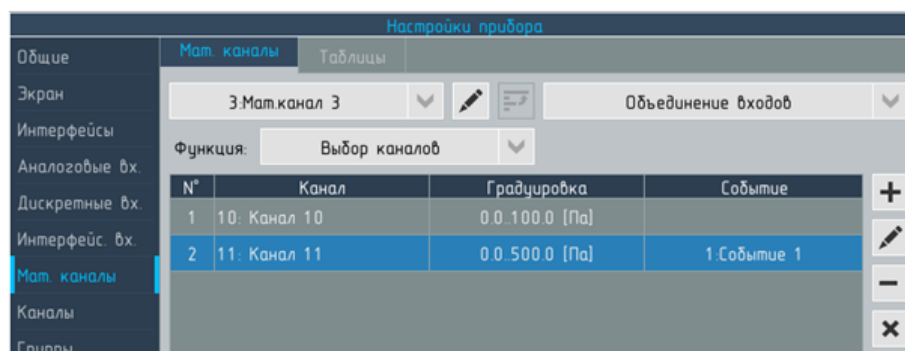 Настройки прибора
Общие
Экран
Интерфейсы
Аналоговые вх.
Дискретные вх.
Интерфейс. вх.
Мат. каналы
Каналы
Группы
Мат. каналы Таблицы
3:Мат.канал 3 Объединение входов
Функция: Выбор каналов
N° Канал Градуировка Событие
1 10: Канал 10 0.0..100.0 [Па]
2 11: Канал 11 0.0..500.0 [Па] 1:Событие 1